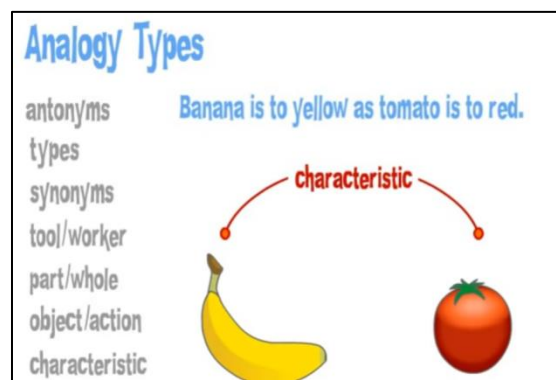 Analogy Types
antonyms
types
synonyms
tool/worker
part/whole
object/action
characteristic
Banana is to yellow as tomato is to red.
characteristic